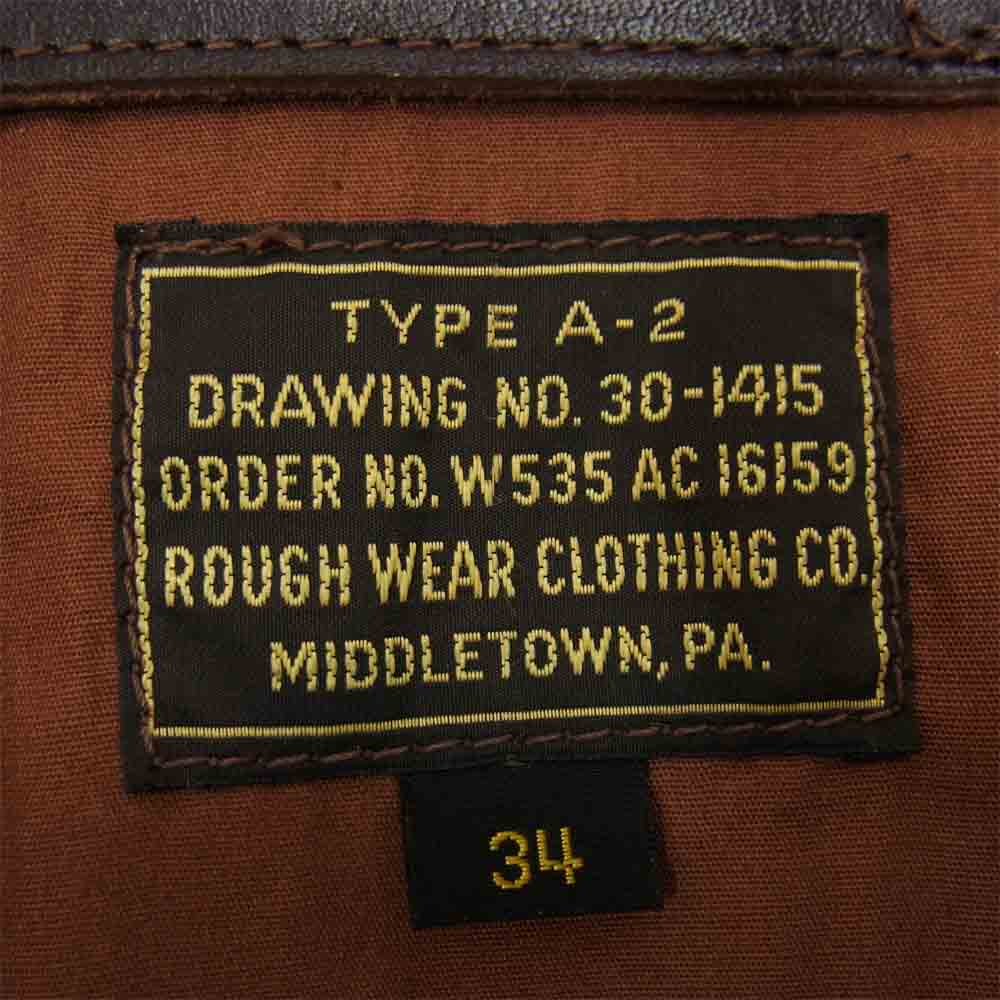 TYPE A-2
DRAWING NO. 30-1415
ORDER NO. W535 AC 16159
ROUGH WEAR CLOTHING CO.
MIDDLETOWN, PA.
34